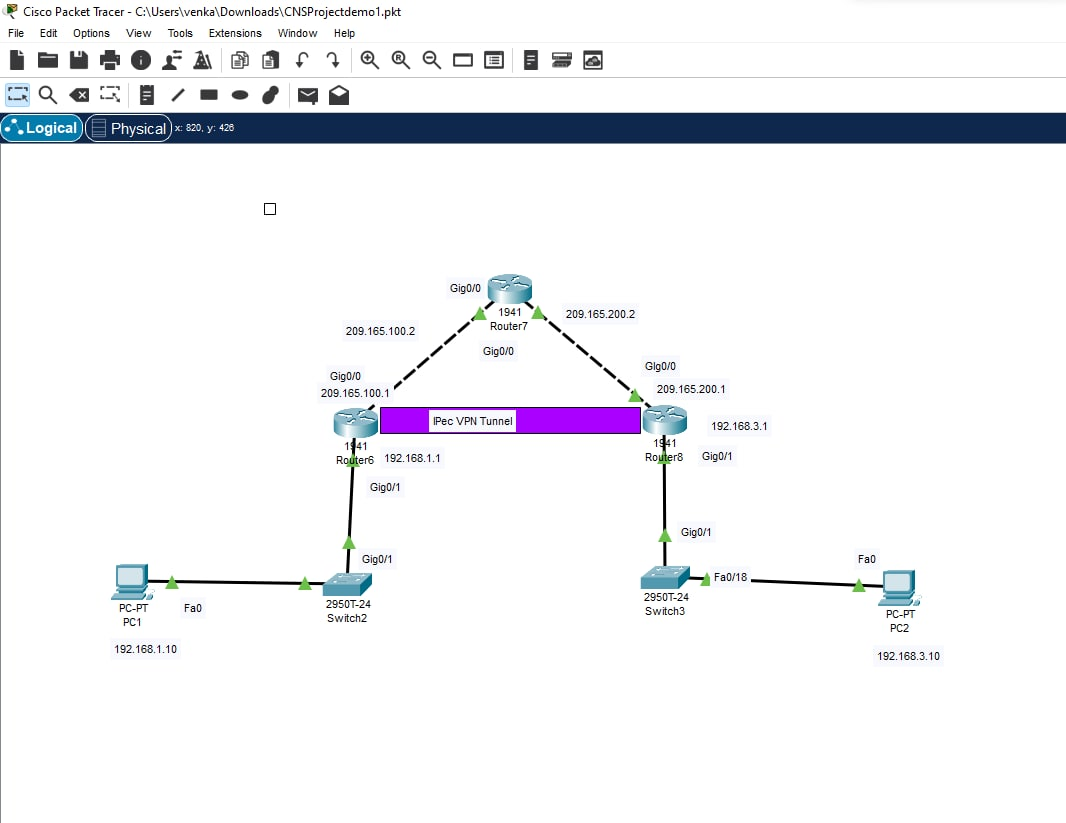 Cisco Packet Tracer - C:\Users\venka\Downloads\CNSProjectdemo1.pkt
File Edit Options View Tools Extensions Window Help
Logical Physical x: 820, y: 426
Gig0/0
1941
Router7
209.165.200.2
209.165.100.2
Gig0/0
Gig0/0
209.165.100.1
GIg0/0
209.165.200.1
IPec VPN Tunnel
192.168.3.1
1941
Router6
192.168.1.1
1941
Router8
Gig0/1
Gig0/1
Gig0/1
Gig0/1
Fa0
Fa0/18
PC-PT
PC1
Fa0
2950T-24
Switch2
2950T-24
Switch3
PC-PT
PC2
192.168.1.10
192.168.3.10